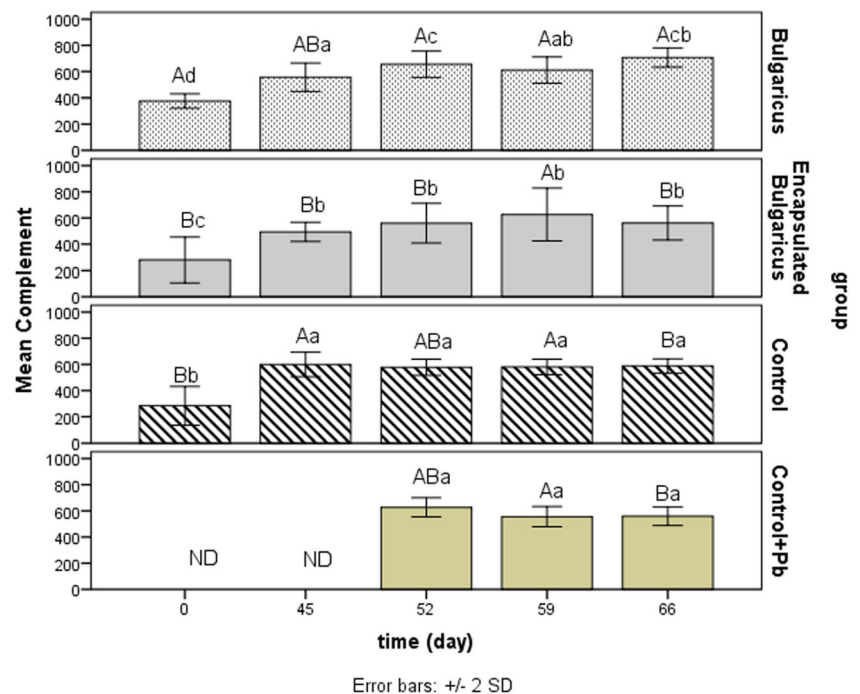 1000
800
600
400
200
0
Ad ABa Ac Aab Acb
Bulgaricus
1000
800
600
400
200
0
Bc Bb Bb Ab Bb
Encapsulated
Bulgaricus
1000
800
600
400
200
0
Bb Aa ABa Aa Ba
Control
1000
800
600
400
200
0
ND ND ABa Aa Ba
Control+Pb
Mean Complement
group
0 45 52 59 66
time (day)
Error bars: +/- 2 SD